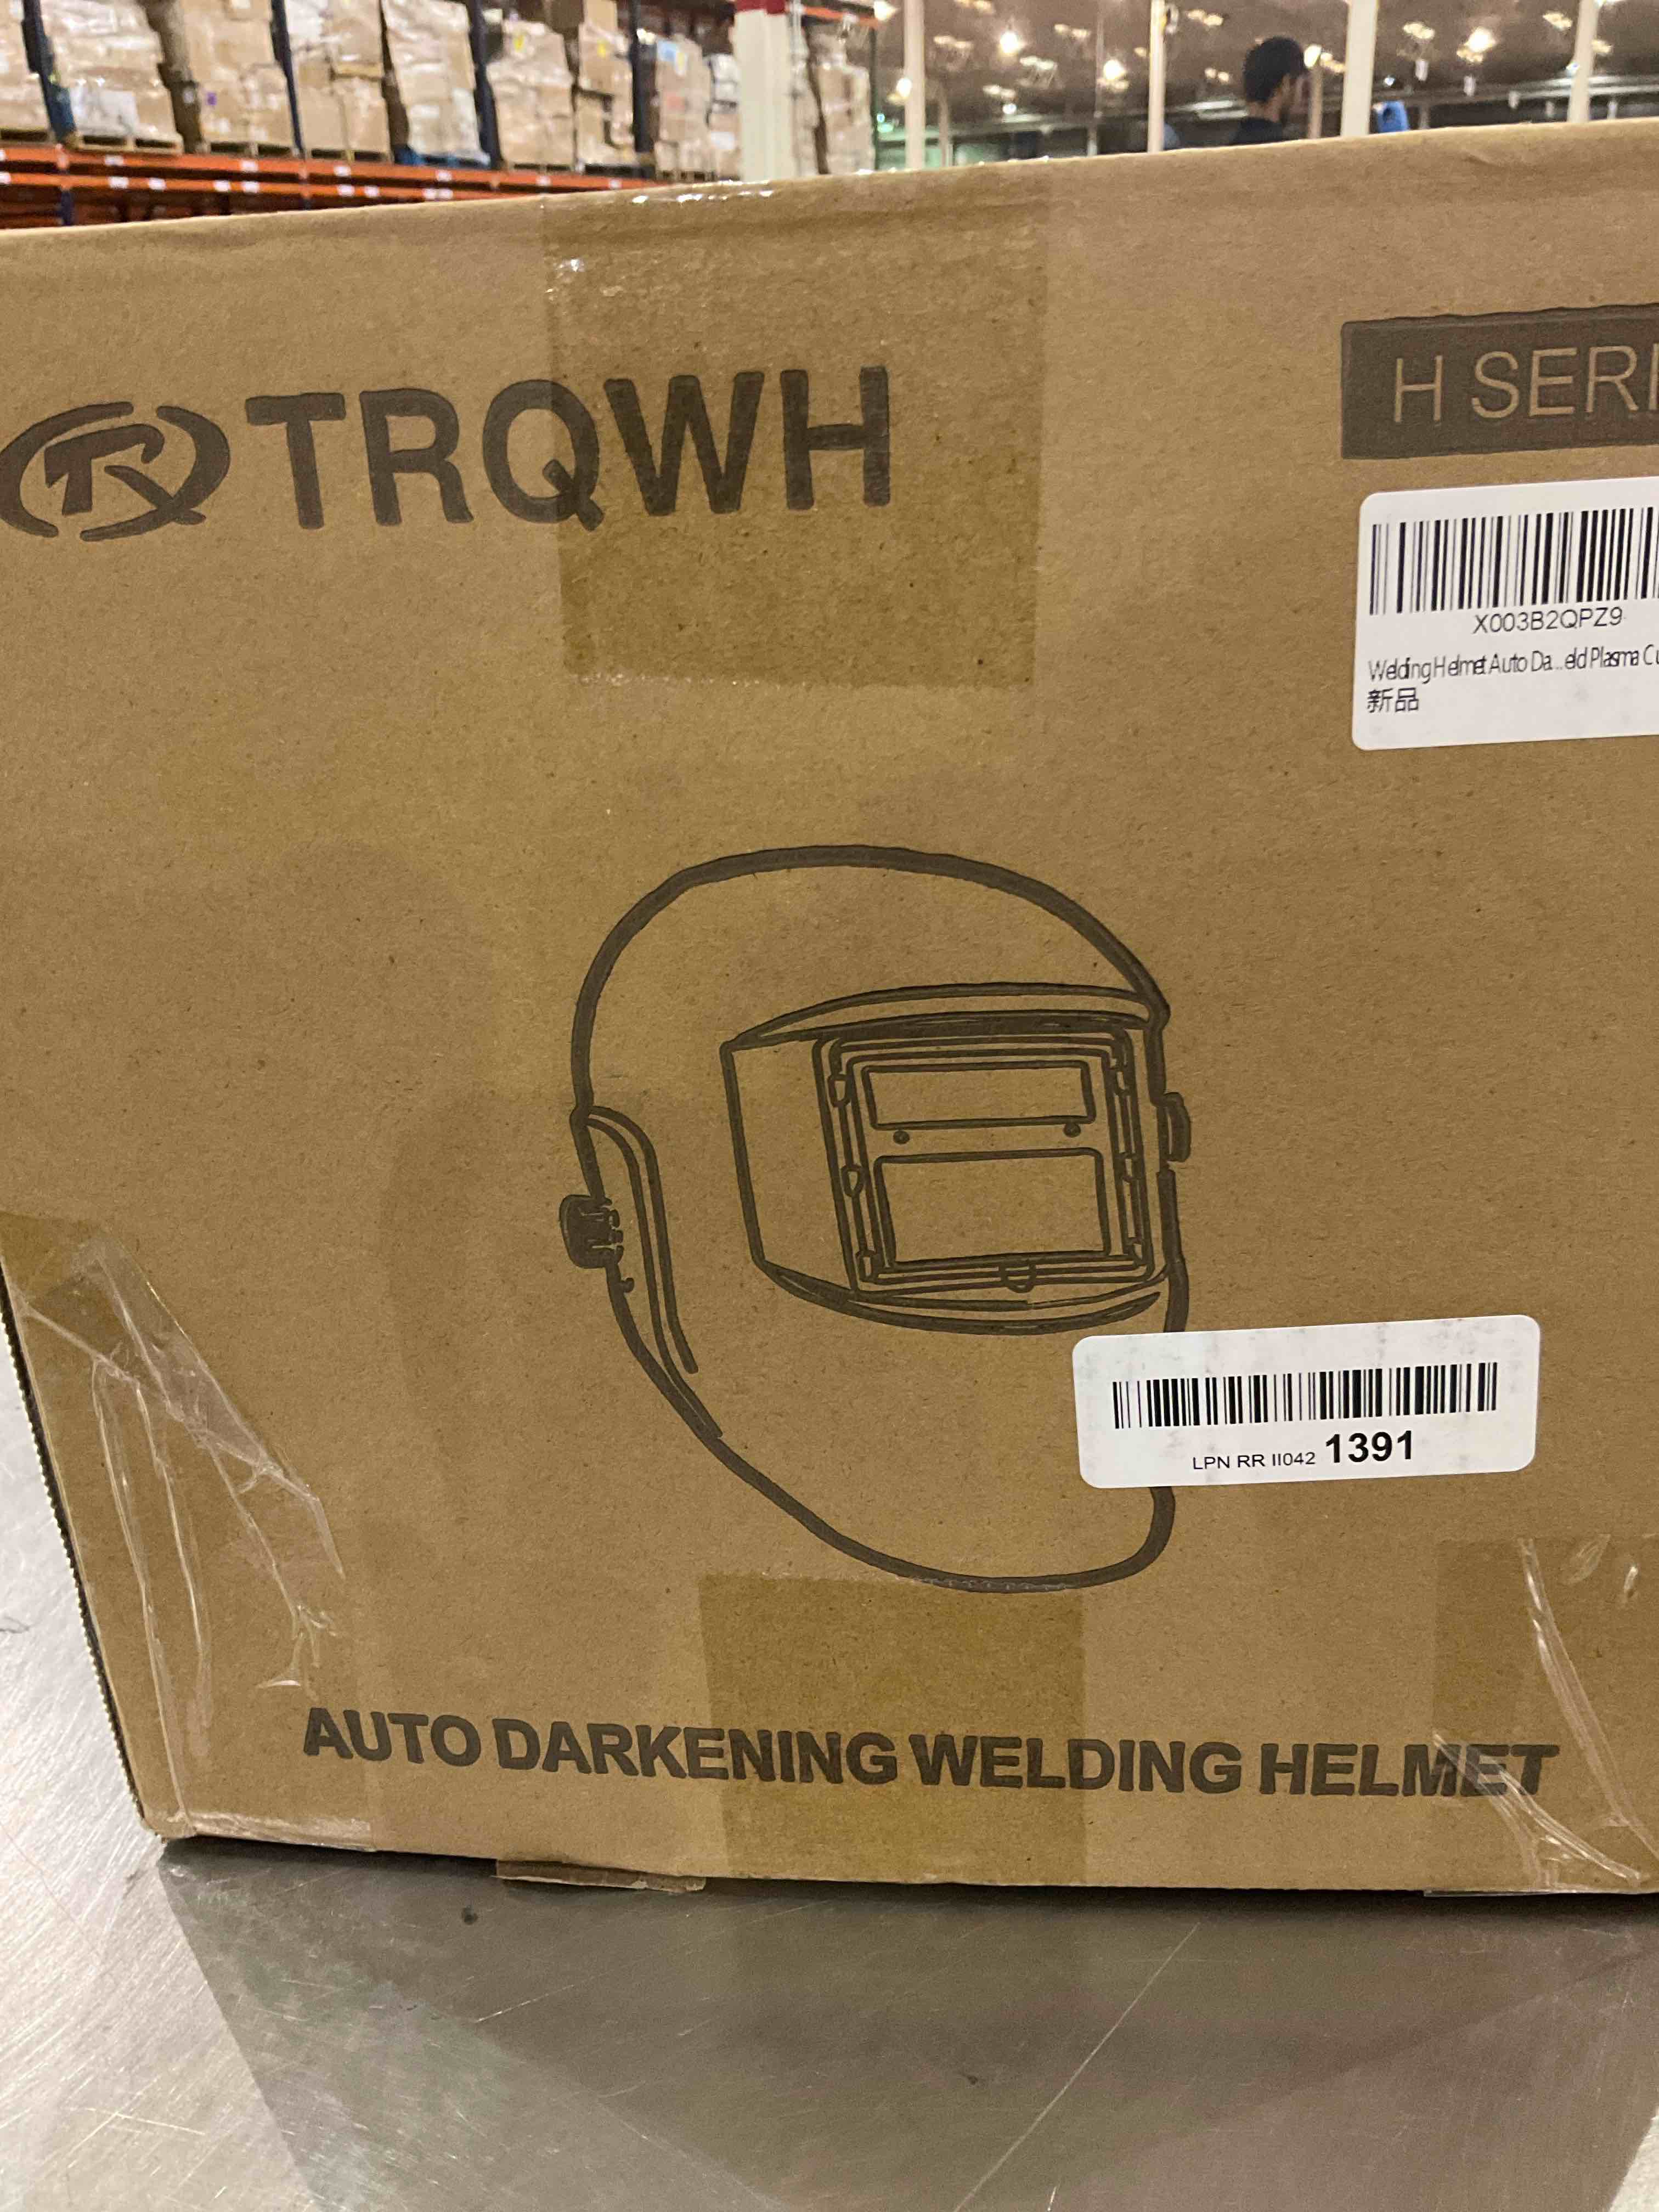 TR TRQWH
H SERI
X003B2QPZ9
Welding Helmet Auto Da...eld Plasma Cu
新品
LPN RR II042 1391
AUTO DARKENING WELDING HELMET